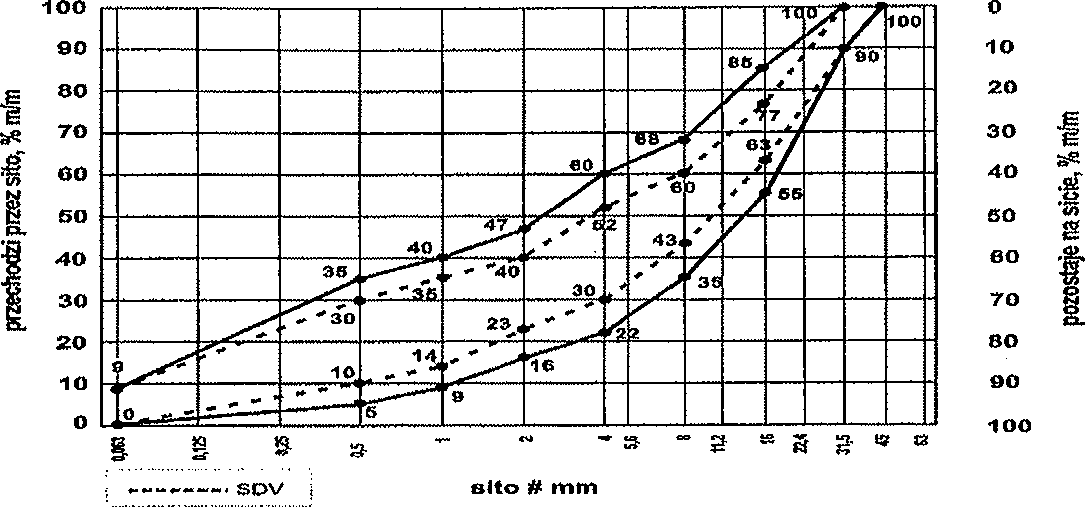 100 100 100 0
90 90 10
80 85 20
70 77 30
60 60 68 60 63 40
50 47 52 55 50
40 35 40 40 43 60
30 30 35 30 35 70
20 14 23 22 80
10 9 10 16 90
0 0 5 9 100
przechodzi przez sito, % m/m
pozostaje na sicie, % m/m
0,063 0,125 0,25 0,5 1 2 4 5,6 8 11,2 16 22,4 31,5 45 63
SDV
sito # mm